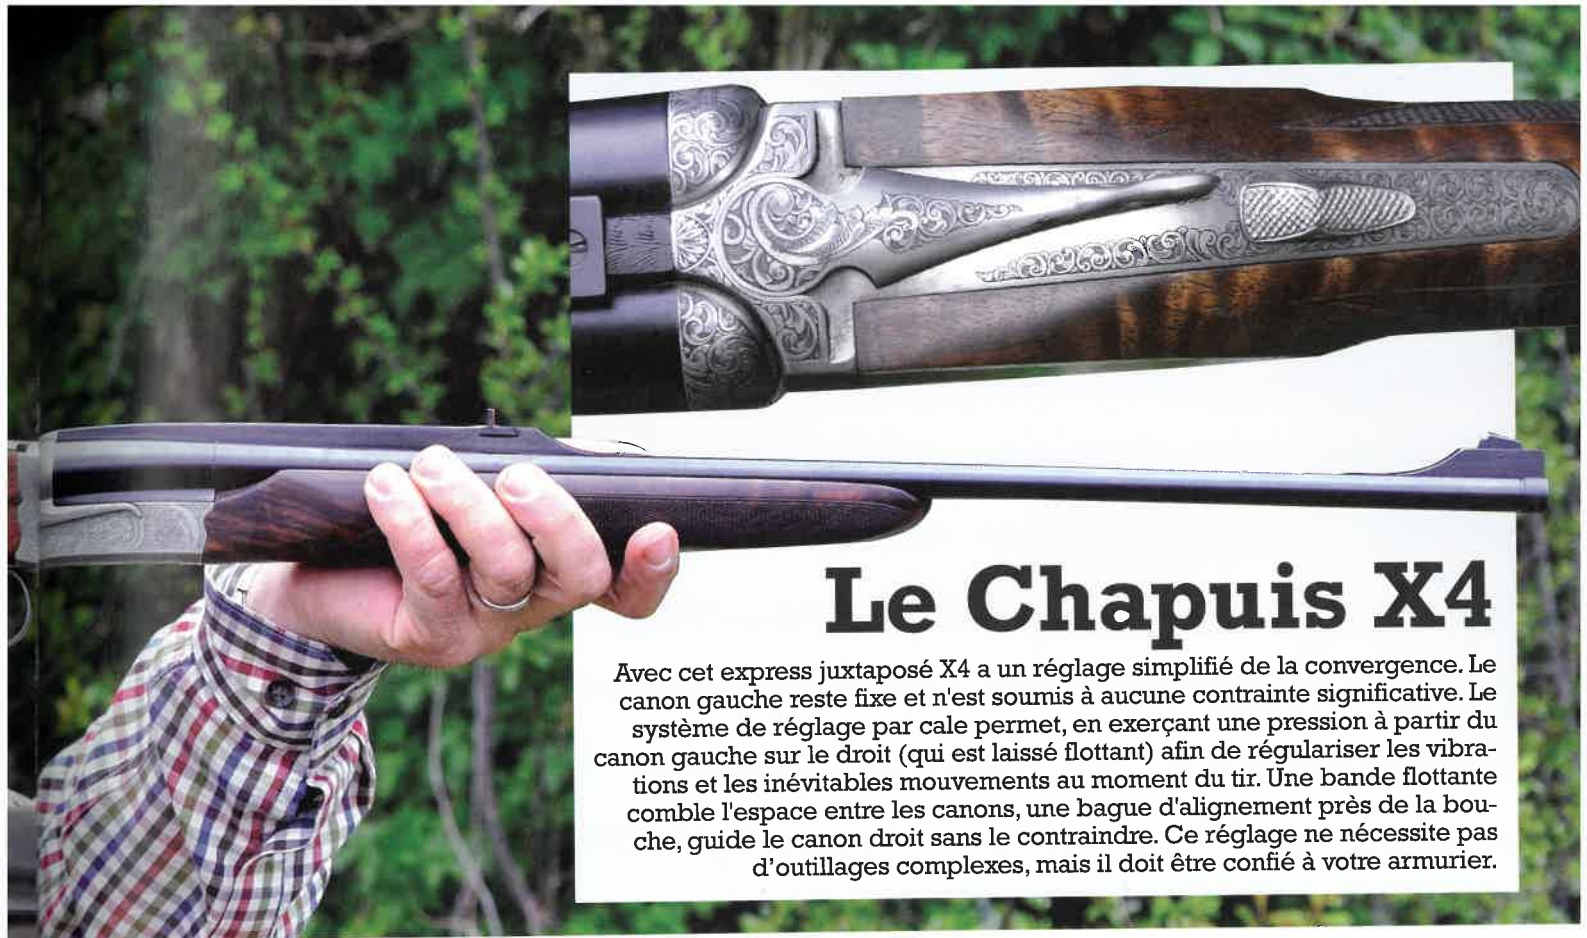 Le Chapuis X4
Avec cet express juxtaposé X4 a un réglage simplifié de la convergence. Le
canon gauche reste fixe et n'est soumis à aucune contrainte significative. Le
système de réglage par cale permet, en exerçant une pression à partir du
canon gauche sur le droit (qui est laissé flottant) afin de régulariser les vibra-
tions et les inévitables mouvements au moment du tir. Une bande flottante
comble l'espace entre les canons, une bague d'alignement près de la bou-
che, guide le canon droit sans le contraindre. Ce réglage ne nécessite pas
d'outillages complexes, mais il doit être confié à votre armurier.